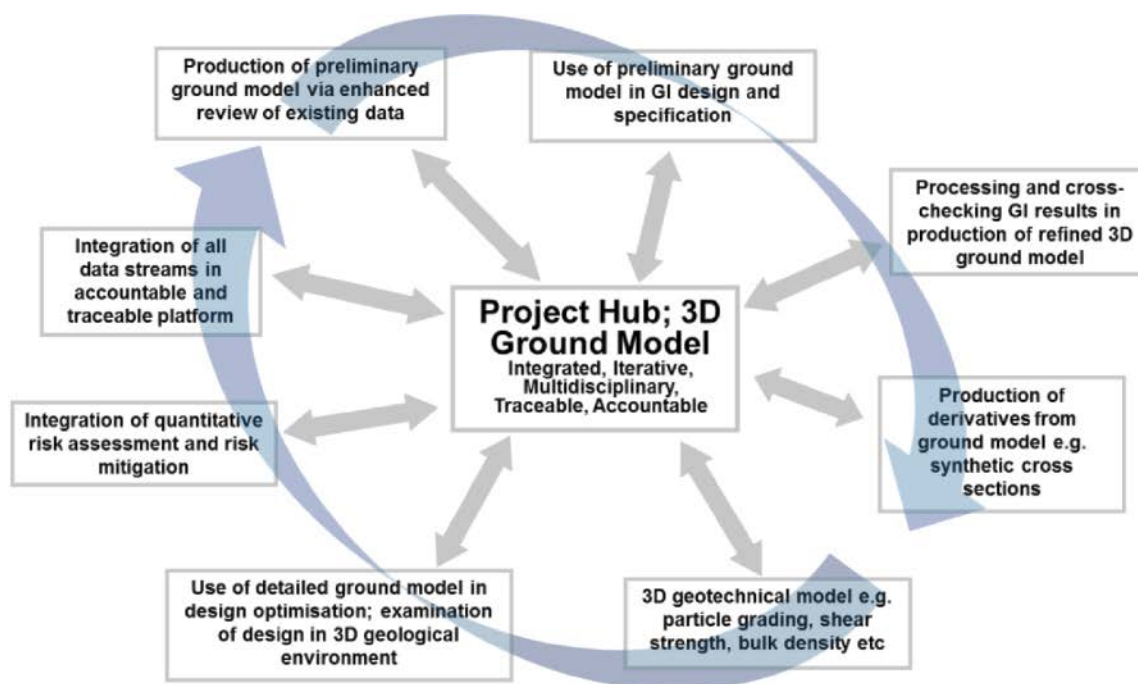 Production of preliminary
ground model via enhanced
review of existing data
Use of preliminary ground
model in GI design and
specification
Processing and cross-
checking GI results in
production of refined 3D
ground model
Integration of all
data streams in
accountable and
traceable platform
Project Hub; 3D
Ground Model
Integrated, Iterative,
Multidisciplinary,
Traceable, Accountable
Production of
derivatives from
ground model e.g.
synthetic cross
sections
Integration of quantitative
risk assessment and risk
mitigation
Use of detailed ground model in
design optimisation; examination
of design in 3D geological
environment
3D geotechnical model e.g.
particle grading, shear
strength, bulk density etc